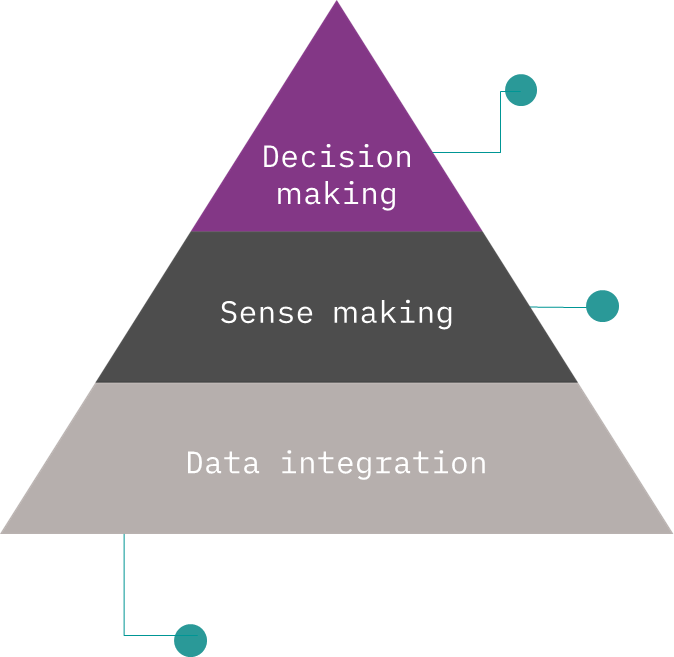 Decision
making
Sense making
Data integration